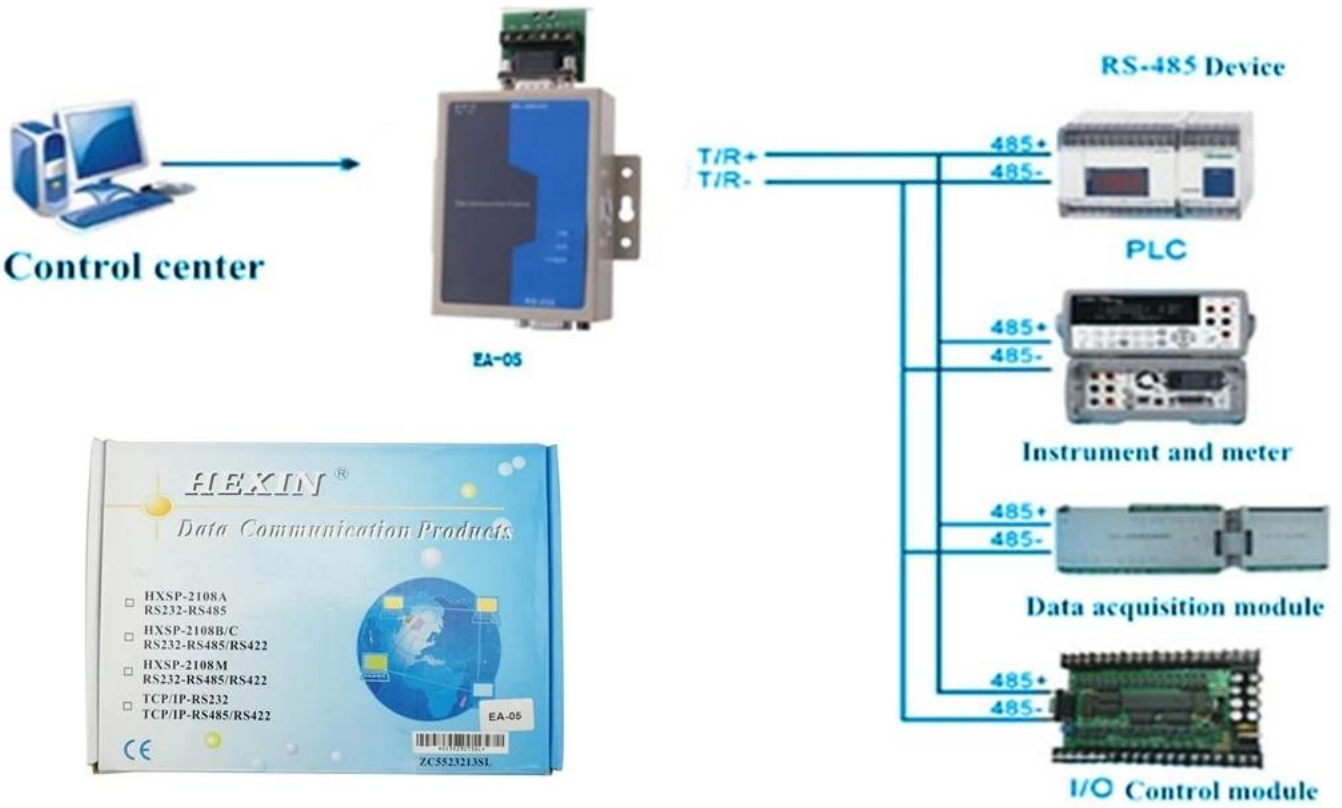 Control center
EA-05
RS-485 Device
T/R+
T/R-
485+
485-
PLC
485+
485-
Instrument and meter
485+
485-
Data acquisition module
485+
485-
I/O Control module
HEXIN ®
Data Communication Products
HXSP-2108A
RS232-RS485
HXSP-2108B/C
RS232-RS485/RS422
HXSP-2108M
RS232-RS485/RS422
TCP/IP-RS232
TCP/IP-RS485/RS422
CE
EA-05
ZC5523213SL